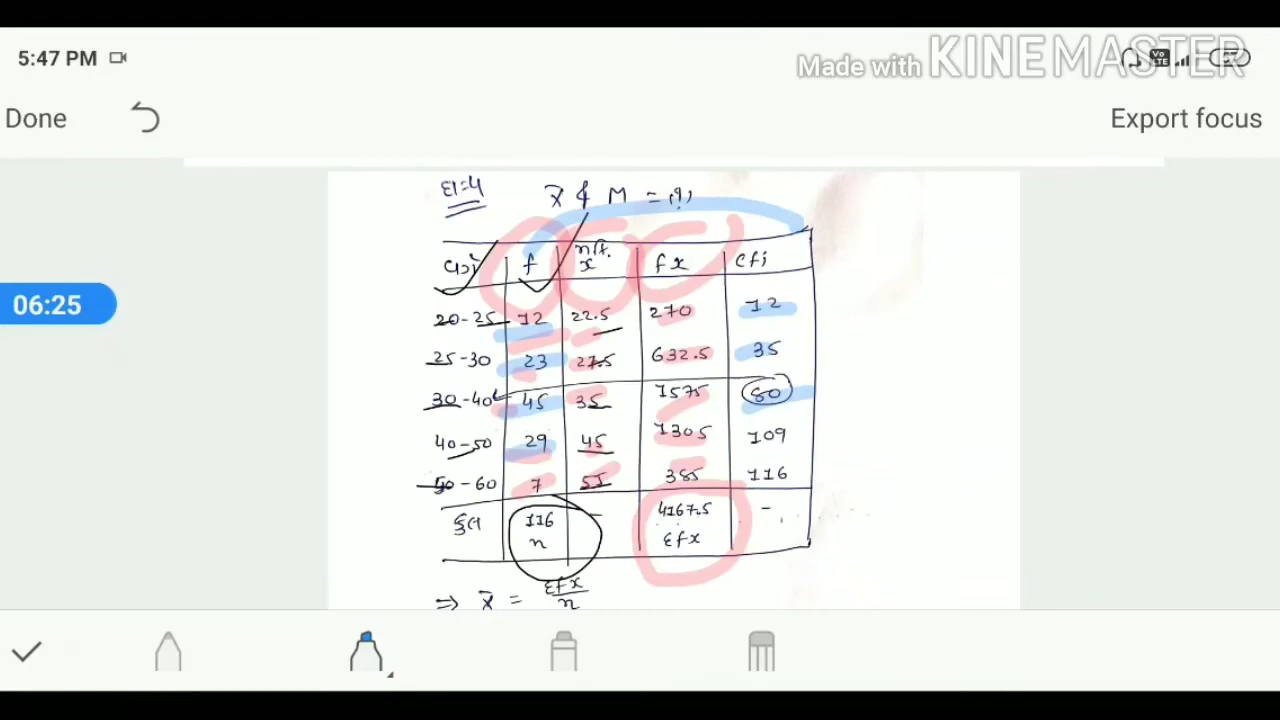 5:47 PM
Made with KINEMASTER
Done
Export focus
06:25
x̄ & M = (?)
f x fx cfi
20-25 12 22.5 270 12
25-30 23 27.5 632.5 35
30-40 45 35 1575 80
40-50 29 45 1305 109
50-60 7 55 385 116
116 4167.5 -
n Σfx
⇒ x̄ = Σfx
n